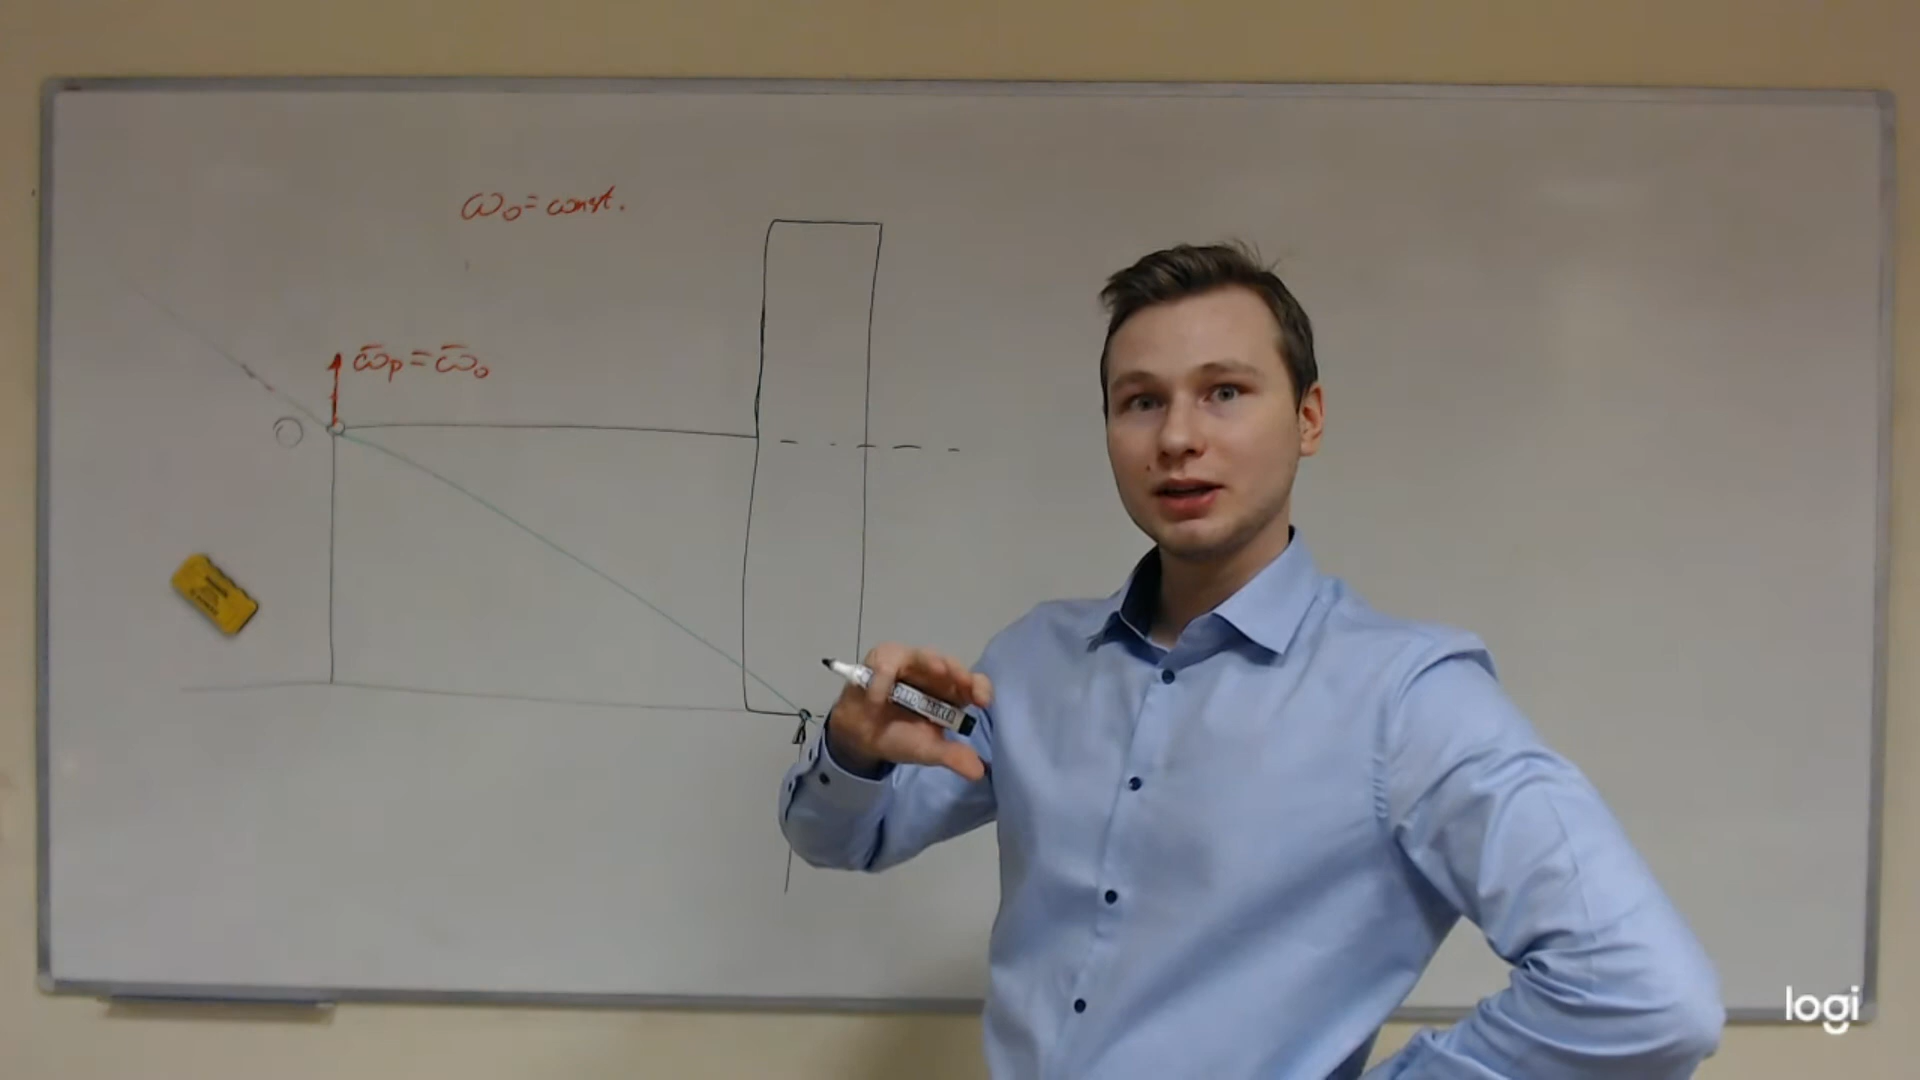 ω₀ = const.
ω̄ₚ = ω̄₀
O
logi